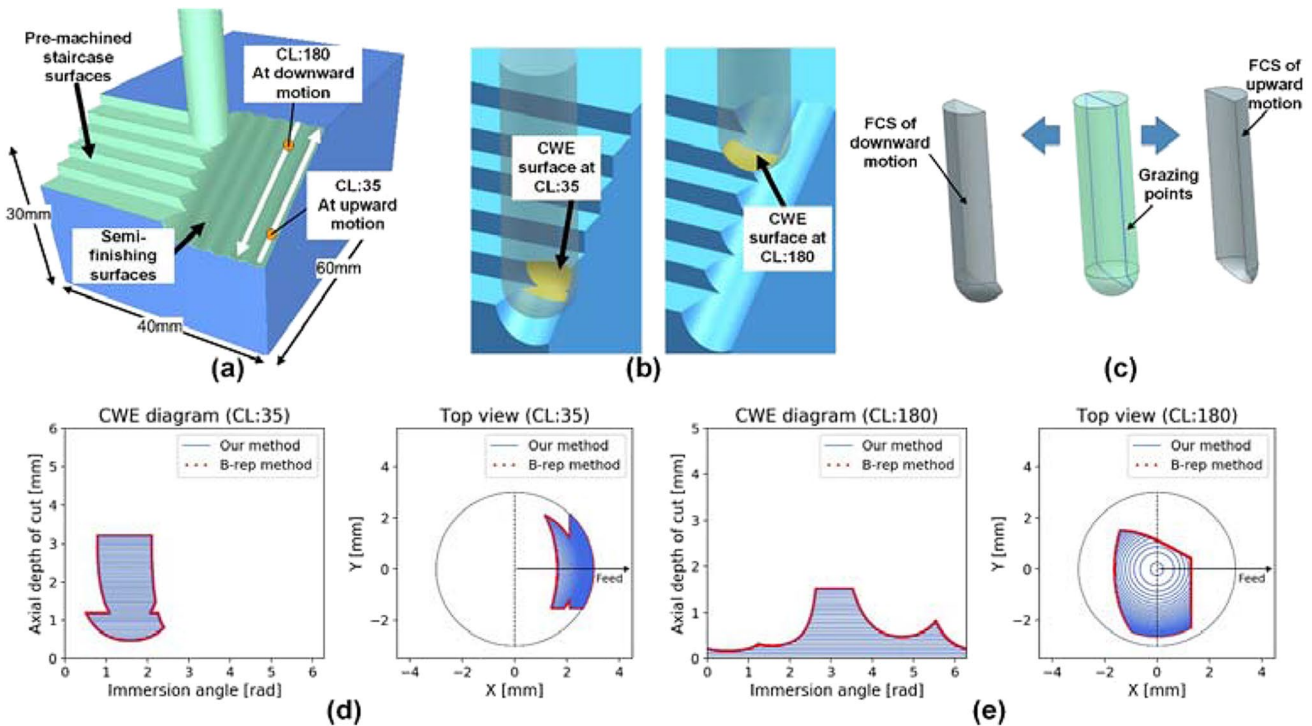 Pre-machined
staircase
surfaces
CL:180
At downward
motion
CL:35
At upward
motion
Semi-
finishing
surfaces
30mm
40mm
60mm
(a)
CWE
surface at
CL:35
CWE
surface at
CL:180
(b)
FCS of
downward
motion
FCS of
upward
motion
Grazing
points
(c)
CWE diagram (CL:35)
Our method
B-rep method
Axial depth of cut [mm]
6
5
4
3
2
1
0
0 1 2 3 4 5 6
Immersion angle [rad]
Top view (CL:35)
Our method
B-rep method
Y [mm]
4
2
0
−2
Feed
−4 −2 0 2 4
X [mm]
(d)
CWE diagram (CL:180)
Our method
B-rep method
Axial depth of cut [mm]
5
4
3
2
1
0
0 1 2 3 4 5 6
Immersion angle [rad]
Top view (CL:180)
Our method
B-rep method
Y [mm]
4
2
0
−2
Feed
−4 −2 0 2 4
X [mm]
(e)